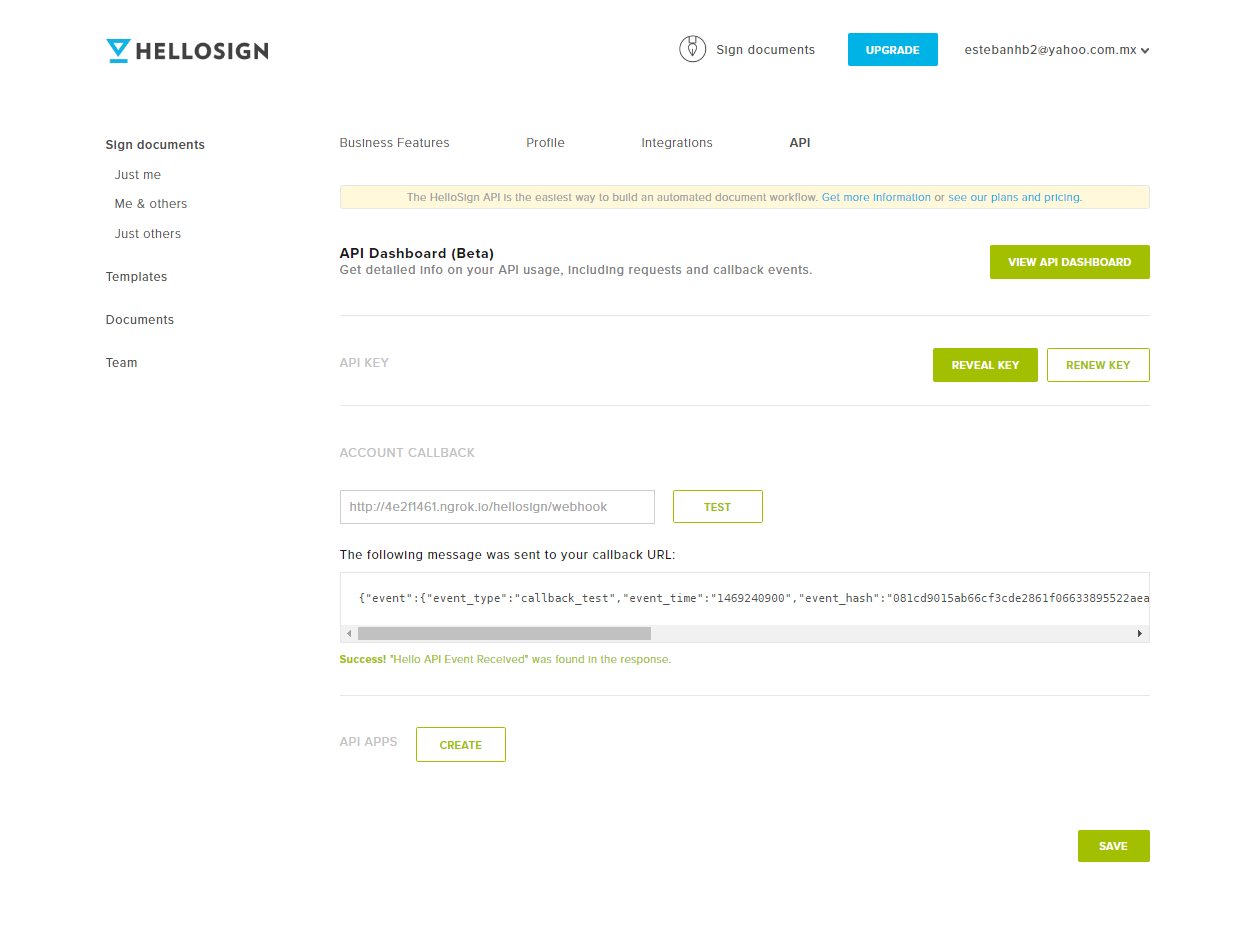 HELLOSIGN
Sign documents
UPGRADE
estebanhb2@yahoo.com.mx
Sign documents
Just me
Me & others
Just others
Templates
Documents
Team
Business Features
Profile
Integrations
API
The HelloSign API is the easiest way to build an automated document workflow. Get more information or see our plans and pricing.
API Dashboard (Beta)
Get detailed info on your API usage, including requests and callback events.
VIEW API DASHBOARD
API KEY
REVEAL KEY
RENEW KEY
ACCOUNT CALLBACK
http://4e2f1461.ngrok.io/hellosign/webhook
TEST
The following message was sent to your callback URL:
{"event":{"event_type":"callback_test","event_time":"1469240900","event_hash":"081cd9015ab66cf3cde2861f06633895522aea
Success! "Hello API Event Received" was found in the response.
API APPS
CREATE
SAVE